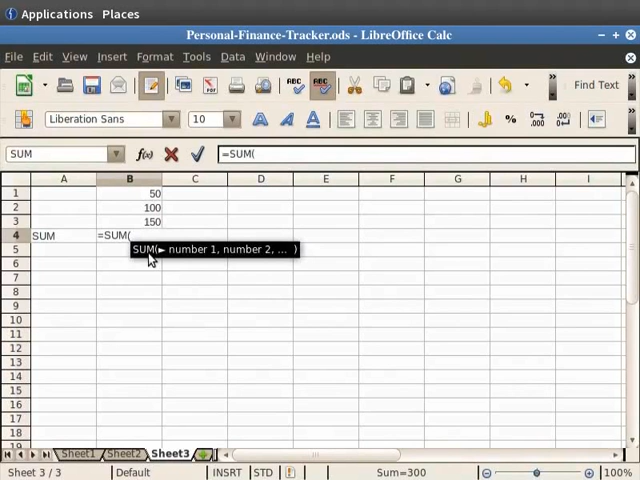 Applications Places
Personal-Finance-Tracker.ods - LibreOffice Calc
File Edit View Insert Format Tools Data Window Help
Find Text
Liberation Sans 10
SUM =SUM(
A B C D E F G H I
1 50
2 100
3 150
4 SUM =SUM(
5 SUM(► number 1, number 2, ... )
6
7
8
9
10
11
12
13
14
15
16
17
18
19
Sheet1 Sheet2 Sheet3
Sheet 3 / 3 Default INSRT STD Sum=300 100%